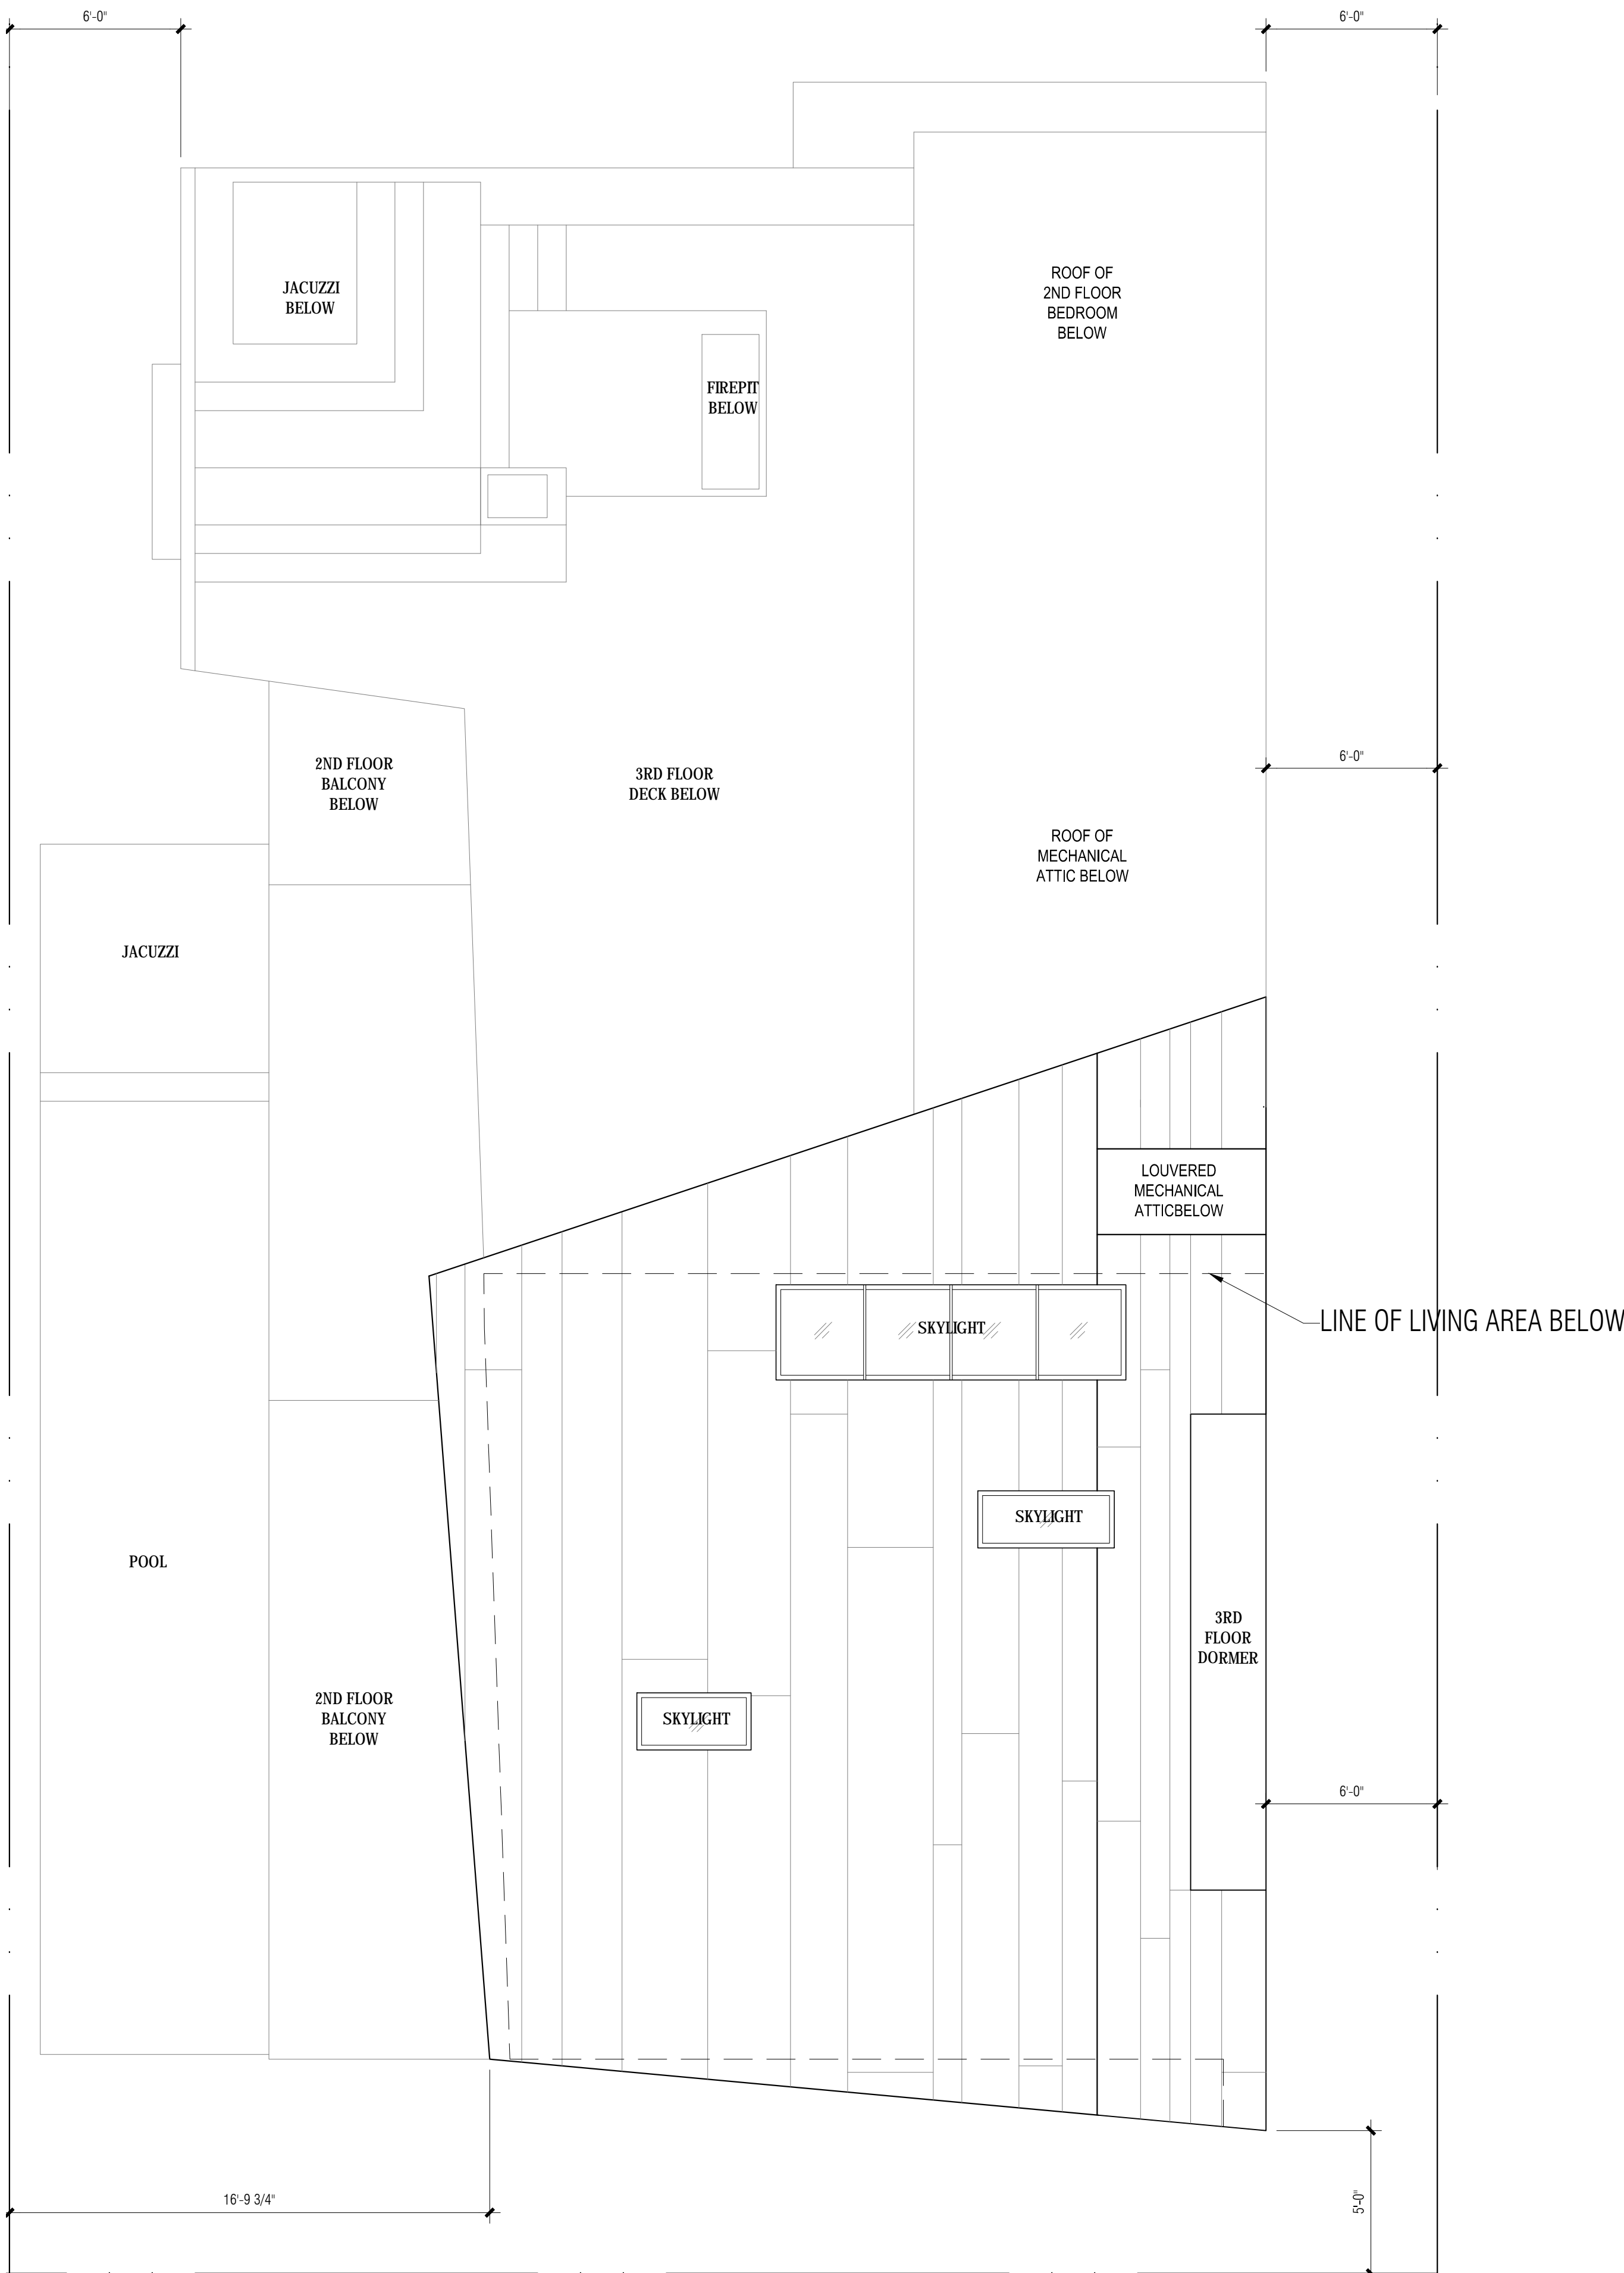 6'-0"
6'-0"
ROOF OF
2ND FLOOR
BEDROOM
BELOW
JACUZZI
BELOW
FIREPIT
BELOW
2ND FLOOR
BALCONY
BELOW
3RD FLOOR
DECK BELOW
6'-0"
ROOF OF
MECHANICAL
ATTIC BELOW
JACUZZI
LOUVERED
MECHANICAL
ATTICBELOW
LINE OF LIVING AREA BELOW
SKYLIGHT
SKYLIGHT
POOL
3RD
FLOOR
DORMER
2ND FLOOR
BALCONY
BELOW
SKYLIGHT
6'-0"
16'-9 3/4"
5'-0"